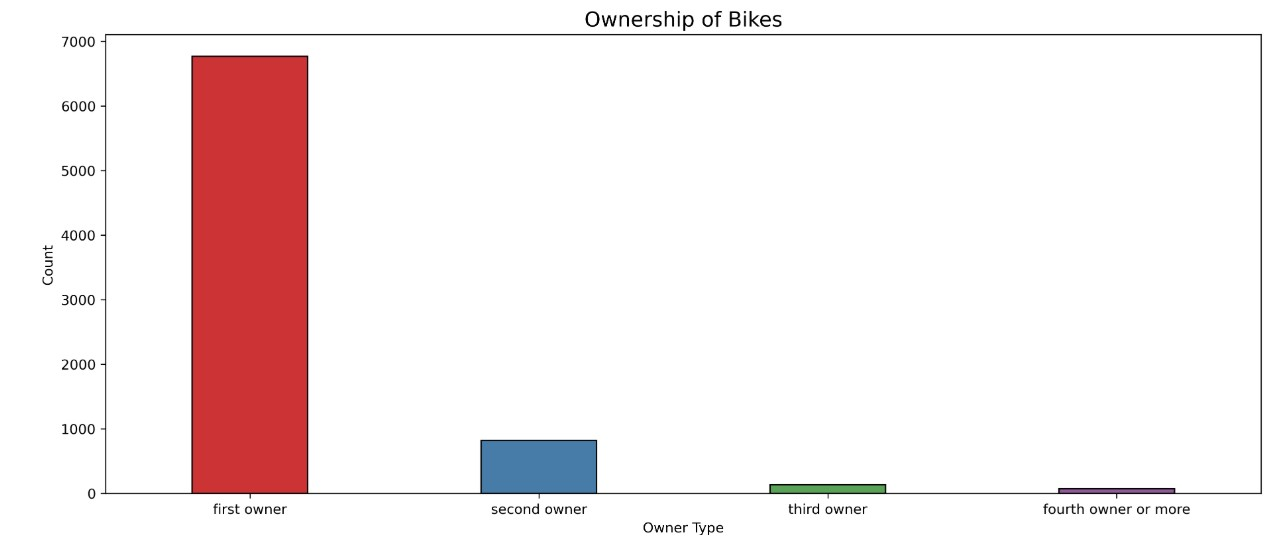 Ownership of Bikes
7000
6000
5000
4000
3000
2000
1000
0
Count
first owner
second owner
third owner
fourth owner or more
Owner Type